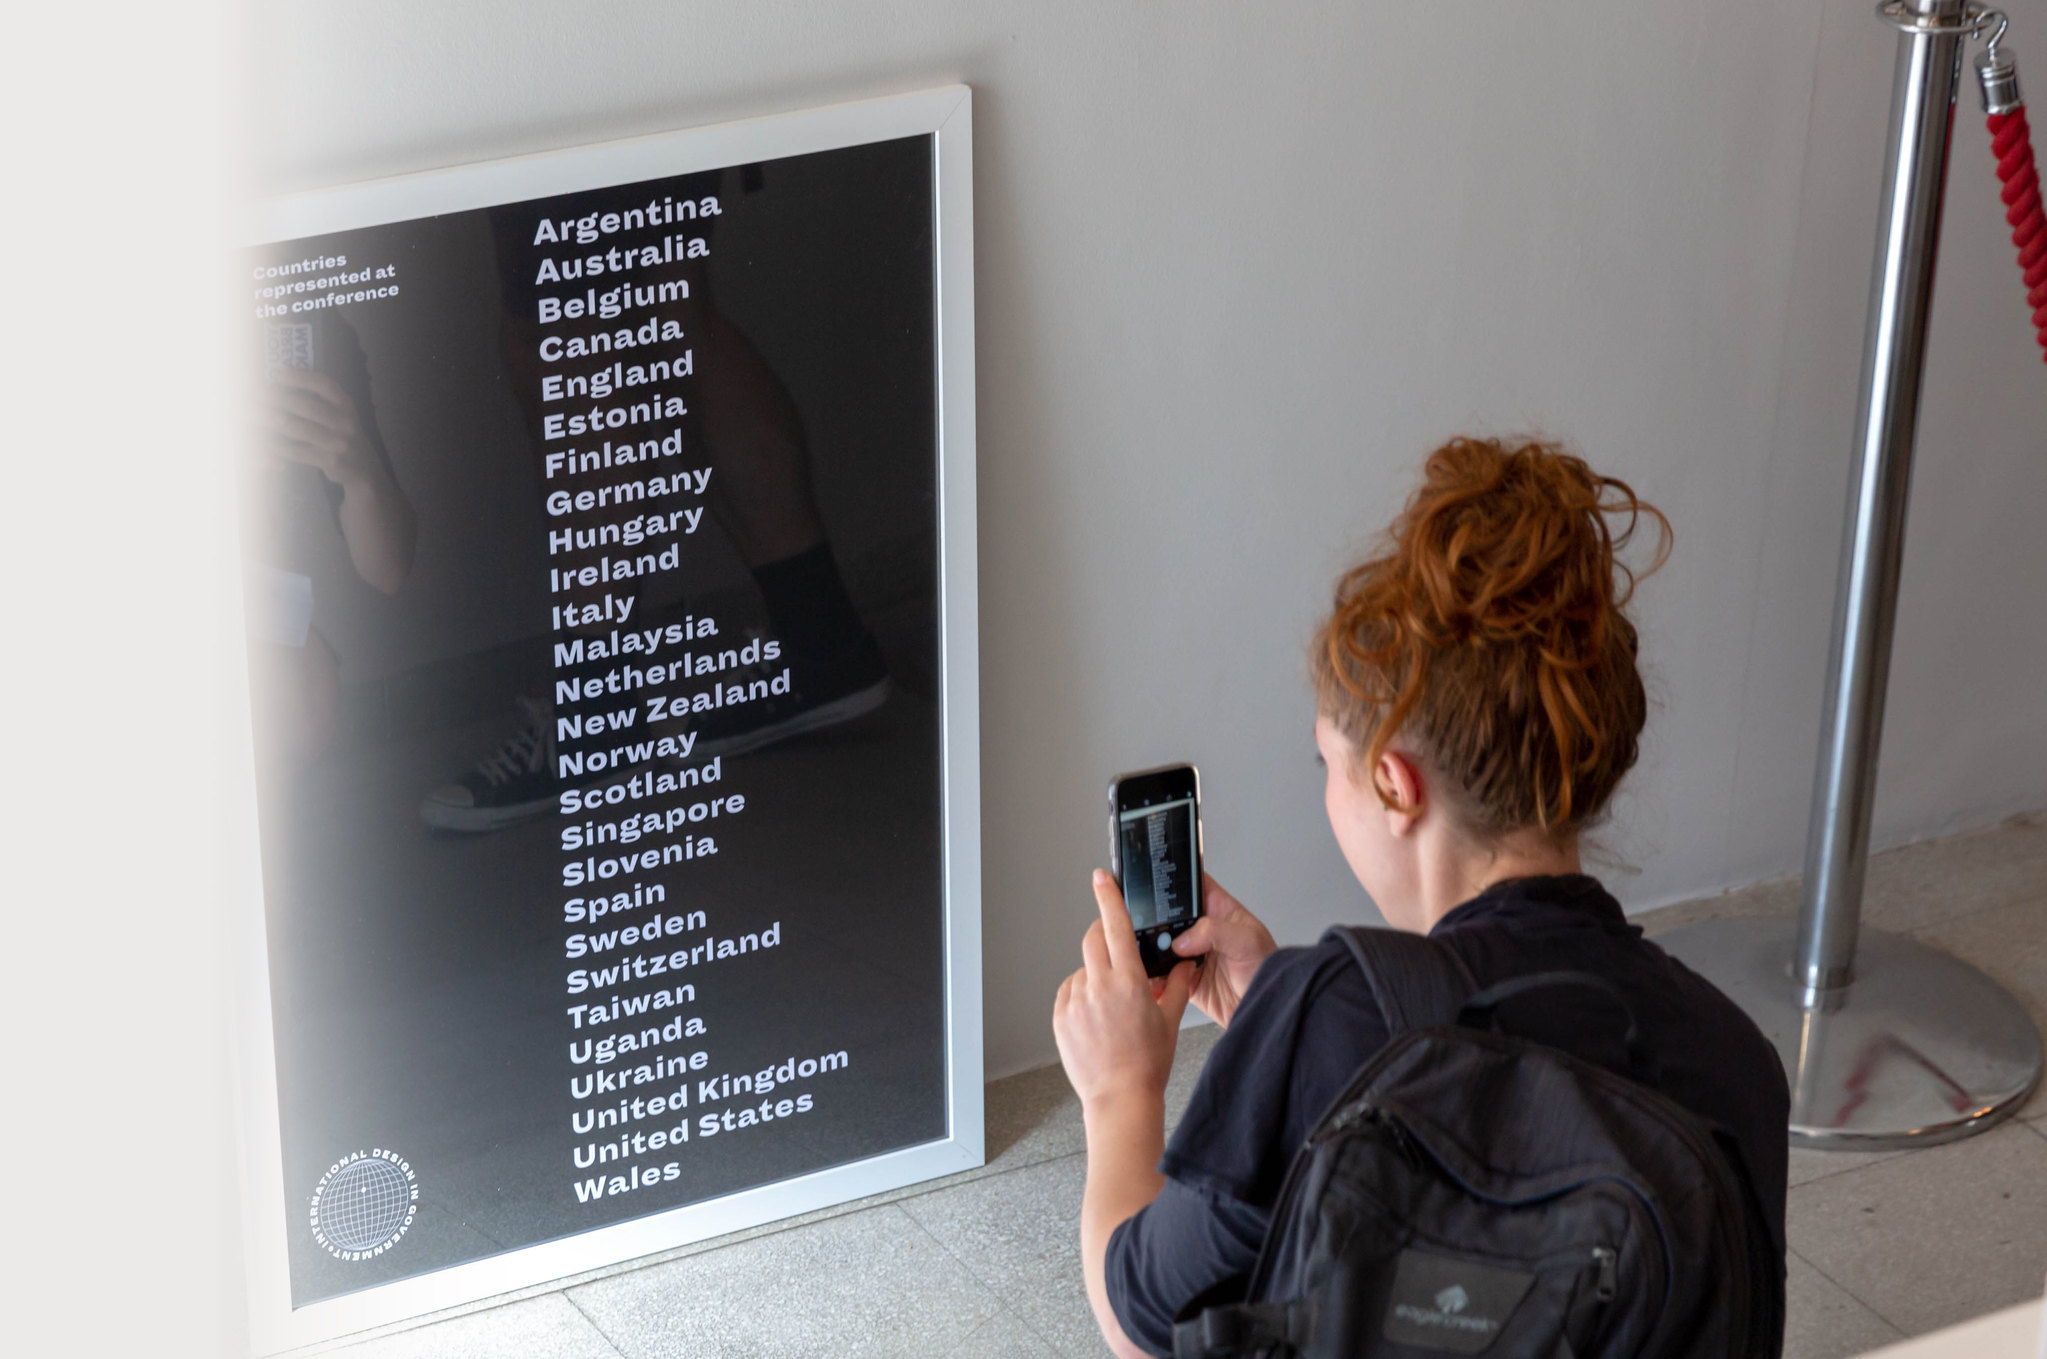 Countries
represented at
the conference
Argentina
Australia
Belgium
Canada
England
Estonia
Finland
Germany
Hungary
Ireland
Italy
Malaysia
Netherlands
New Zealand
Norway
Scotland
Singapore
Slovenia
Spain
Sweden
Switzerland
Taiwan
Uganda
Ukraine
United Kingdom
United States
Wales
INTERNATIONAL DESIGN IN GOVERNMENT
eagle creek